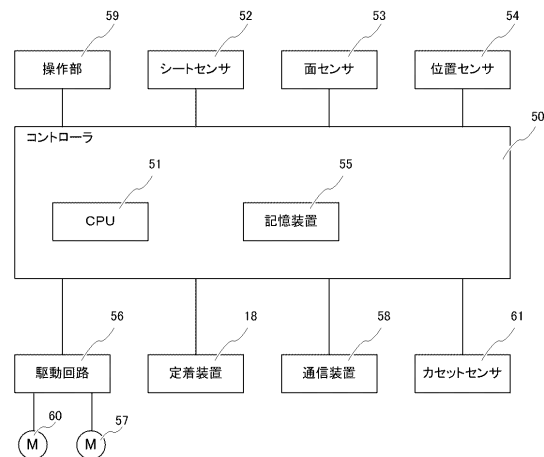 59
52
53
54
操作部
シートセンサ
面センサ
位置センサ
コントローラ
50
51
55
CPU
記憶装置
56
18
58
61
駆動回路
定着装置
通信装置
カセットセンサ
60
57
M
M